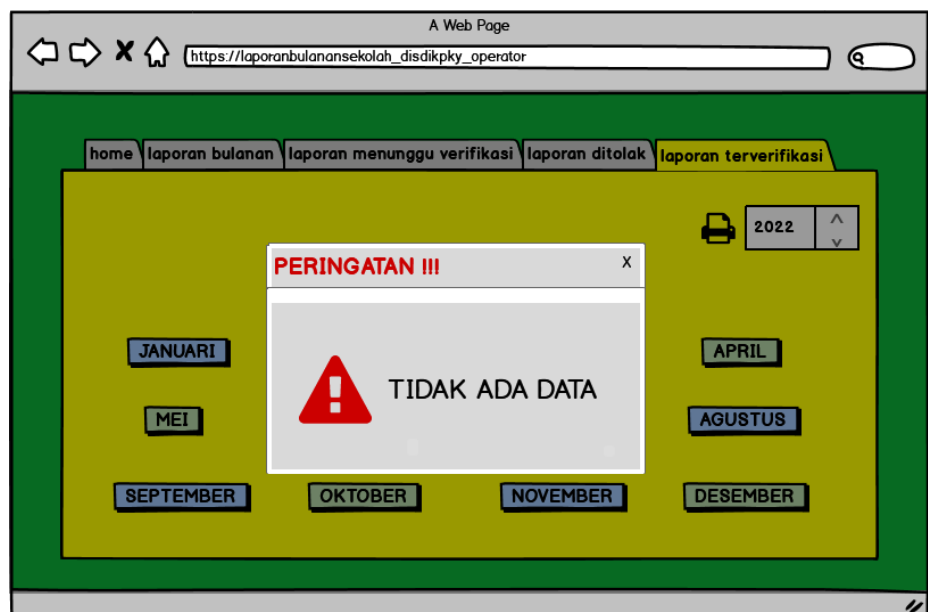 A Web Page
https://laporanbulanansekolah_disdikpky_operator
home laporan bulanan laporan menunggu verifikasi laporan ditolak laporan terverifikasi
2022
PERINGATAN !!! X
JANUARI APRIL
TIDAK ADA DATA
MEI AGUSTUS
SEPTEMBER OKTOBER NOVEMBER DESEMBER